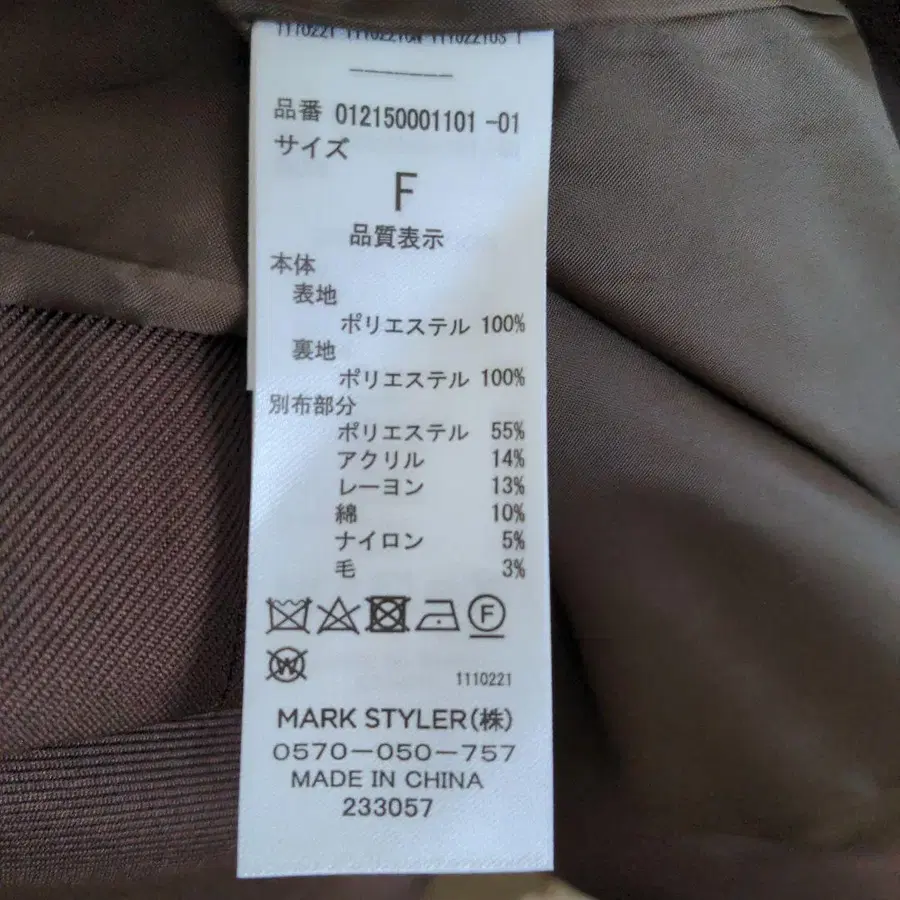 品番 012150001101 -01
サイズ
F
品質表示
本体
表地
ポリエステル 100%
裏地
ポリエステル 100%
別布部分
ポリエステル 55%
アクリル 14%
レーヨン 13%
綿 10%
ナイロン 5%
毛 3%
F
W
1110221
MARK STYLER(株)
0570-050-757
MADE IN CHINA
233057